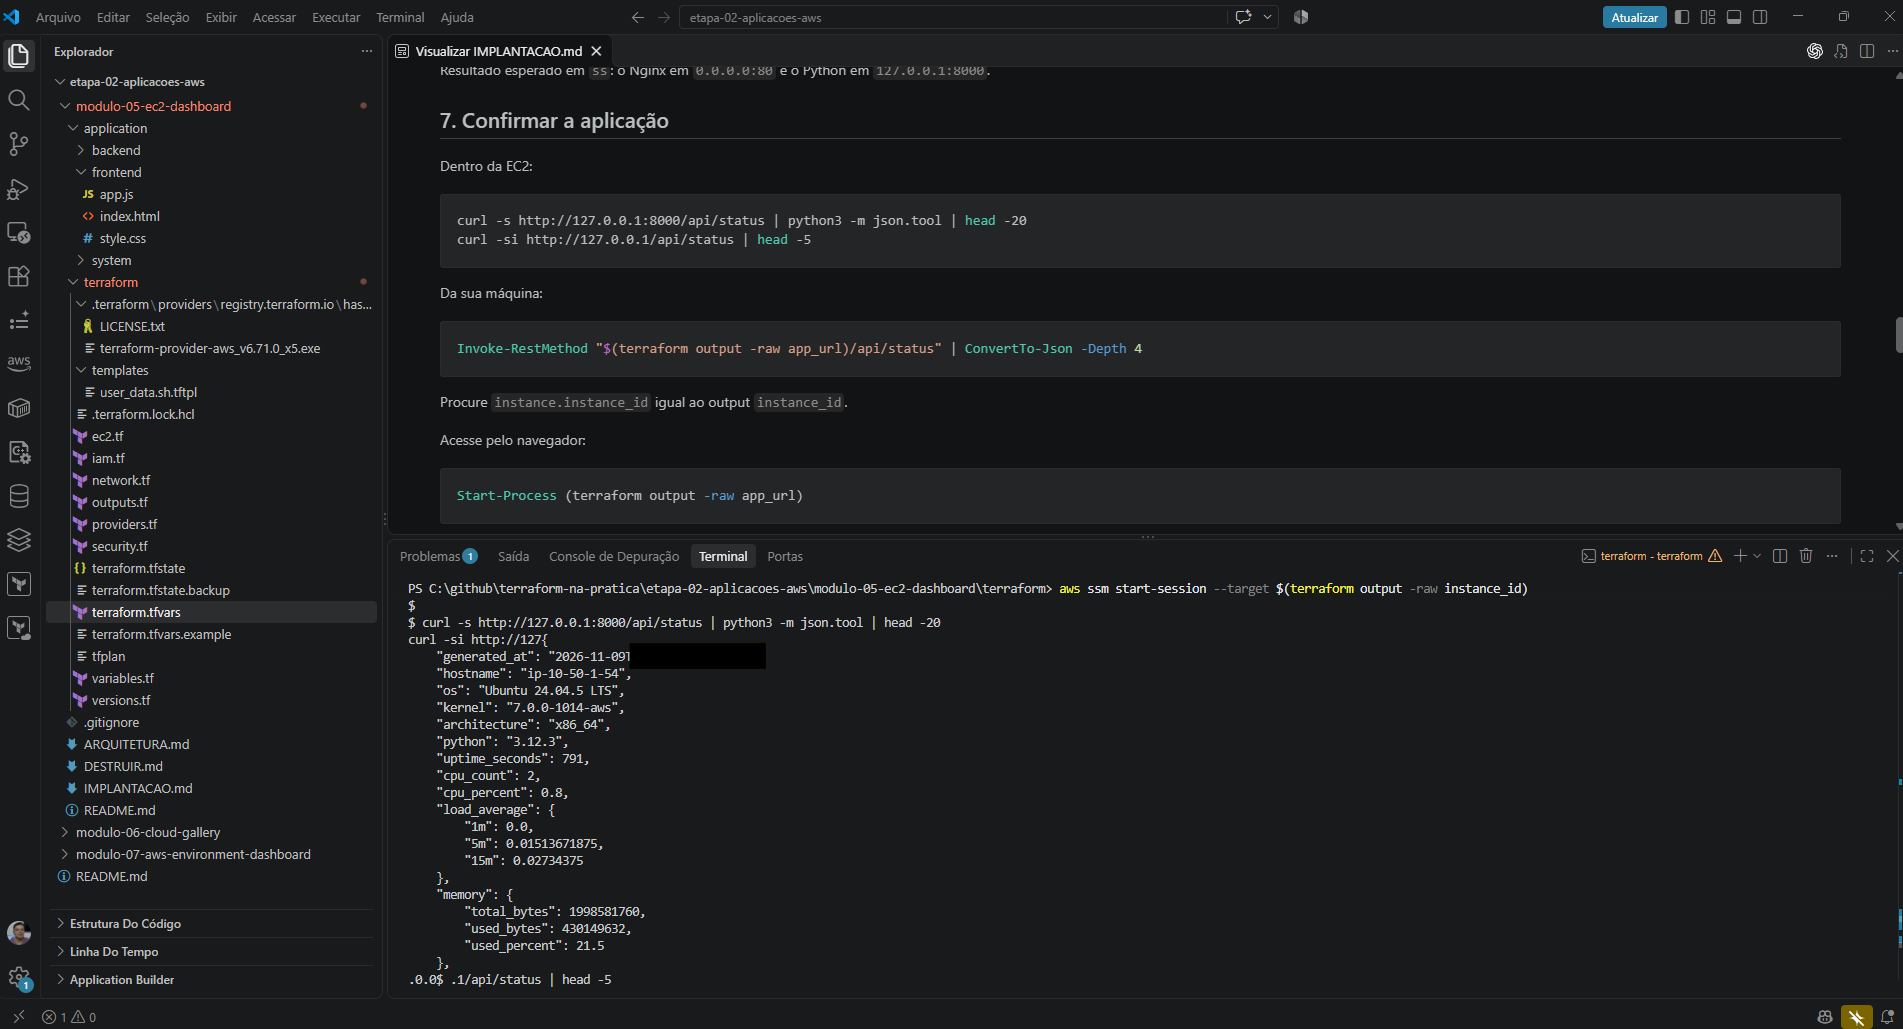 Arquivo Editar Seleção Exibir Acessar Executar Terminal Ajuda
etapa-02-aplicacoes-aws
Atualizar
Explorador
etapa-02-aplicacoes-aws
modulo-05-ec2-dashboard
application
backend
frontend
JS app.js
<> index.html
# style.css
system
terraform
.terraform\providers\registry.terraform.io\has...
LICENSE.txt
terraform-provider-aws_v6.71.0_x5.exe
templates
user_data.sh.tftpl
.terraform.lock.hcl
ec2.tf
iam.tf
network.tf
outputs.tf
providers.tf
security.tf
{} terraform.tfstate
terraform.tfstate.backup
terraform.tfvars
terraform.tfvars.example
tfplan
variables.tf
versions.tf
.gitignore
ARQUITETURA.md
DESTRUIR.md
IMPLANTACAO.md
README.md
modulo-06-cloud-gallery
modulo-07-aws-environment-dashboard
README.md
Estrutura Do Código
Linha Do Tempo
Application Builder
aws
1
1 0
Visualizar IMPLANTACAO.md
Resultado esperado em ss: o Nginx em 0.0.0.0:80 e o Python em 127.0.0.1:8000.
7. Confirmar a aplicação
Dentro da EC2:
curl -s http://127.0.0.1:8000/api/status | python3 -m json.tool | head -20
curl -si http://127.0.0.1/api/status | head -5
Da sua máquina:
Invoke-RestMethod "$(terraform output -raw app_url)/api/status" | ConvertTo-Json -Depth 4
Procure instance.instance_id igual ao output instance_id.
Acesse pelo navegador:
Start-Process (terraform output -raw app_url)
Problemas 1 Saída Console de Depuração Terminal Portas
terraform - terraform
PS C:\github\terraform-na-pratica\etapa-02-aplicacoes-aws\modulo-05-ec2-dashboard\terraform> aws ssm start-session --target $(terraform output -raw instance_id)
$
$ curl -s http://127.0.0.1:8000/api/status | python3 -m json.tool | head -20
curl -si http://127{
"generated_at": "2026-11-09T
"hostname": "ip-10-50-1-54",
"os": "Ubuntu 24.04.5 LTS",
"kernel": "7.0.0-1014-aws",
"architecture": "x86_64",
"python": "3.12.3",
"uptime_seconds": 791,
"cpu_count": 2,
"cpu_percent": 0.8,
"load_average": {
"1m": 0.0,
"5m": 0.01513671875,
"15m": 0.02734375
},
"memory": {
"total_bytes": 1998581760,
"used_bytes": 430149632,
"used_percent": 21.5
},
.0.0$ .1/api/status | head -5